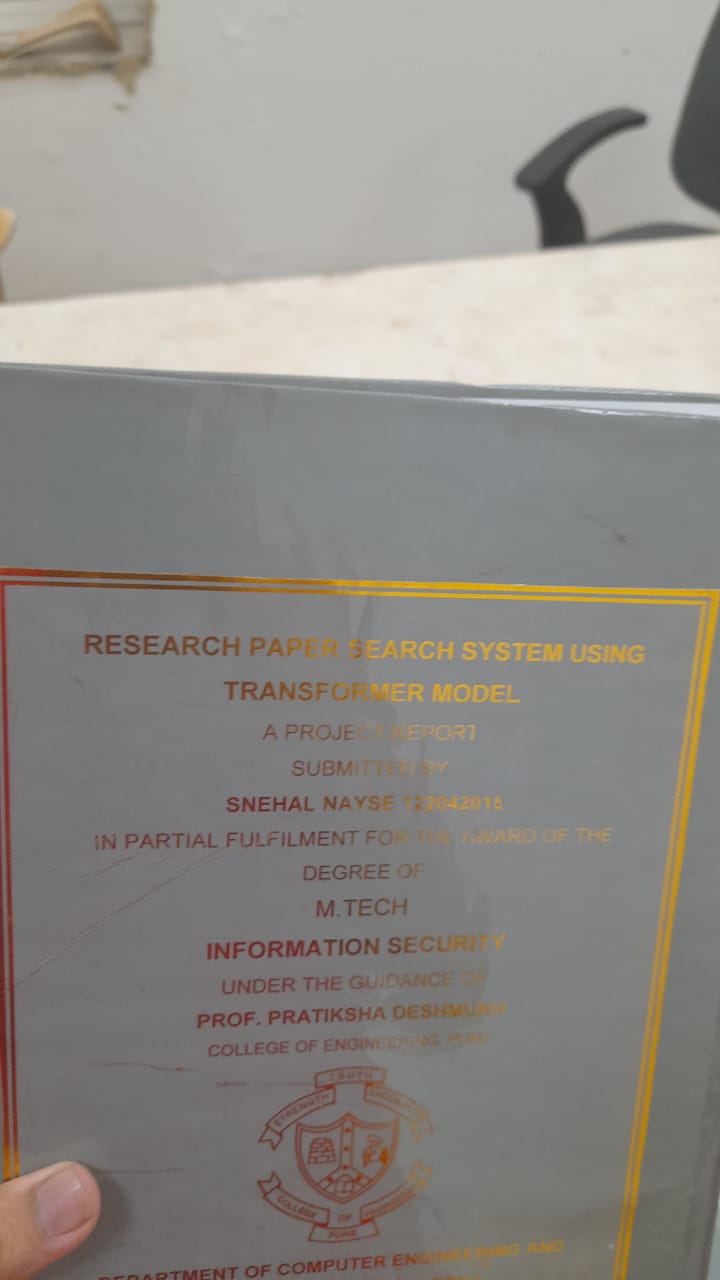 RESEARCH PAPER SEARCH SYSTEM USING
TRANSFORMER MODEL
A PROJECT REPORT
SUBMITTED BY
SNEHAL NAYSE 122042015
IN PARTIAL FULFILMENT FOR THE AWARD OF THE
DEGREE OF
M.TECH
INFORMATION SECURITY
UNDER THE GUIDANCE OF
PROF. PRATIKSHA DESHMUKH
COLLEGE OF ENGINEERING, PUNE
TRUTH
STRENGTH
COLLEGE OF ENGINEERING
PUNE
DEPARTMENT OF COMPUTER ENGINEERING AND